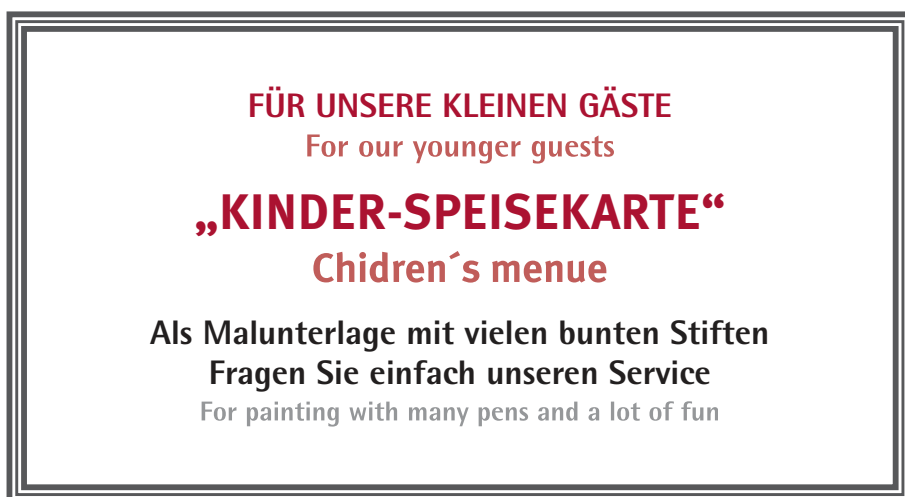 FÜR UNSERE KLEINEN GÄSTE
For our younger guests
„KINDER-SPEISEKARTE“
Chidren´s menue
Als Malunterlage mit vielen bunten Stiften
Fragen Sie einfach unseren Service
For painting with many pens and a lot of fun